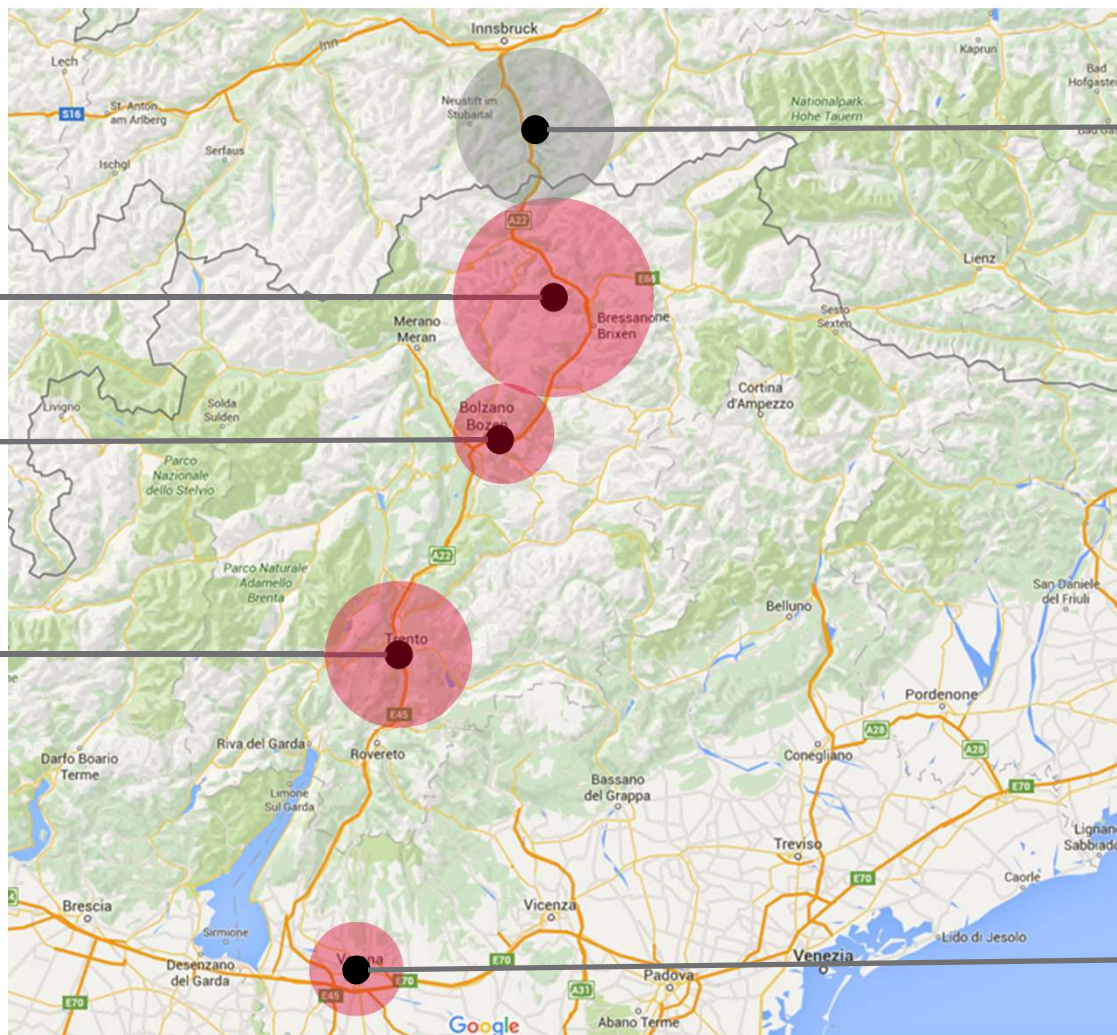 Innsbruck
Inn
Lech
Kaprun
Bad
Hofgaster
S16
St. Anton
am Arlberg
Neustift im
Stubaital
Nationalpark
Hohe Tauern
Serfaus
Ischgl
A22
Lienz
E66
Bressanone
Brixen
Sesto
Sexten
Merano
Meran
Cortina
d'Ampezzo
Livigno
Solda
Sulden
Bolzano
Bozen
Parco
Nazionale
dello Stelvio
A22
Parco Naturale
Adamello
Brenta
San Daniele
del Friuli
Belluno
Trento
Pordenone
E45
A28
Riva del Garda
Rovereto
Conegliano
A28
Darfo Boario
Terme
Limone
Sul Garda
Bassano
del Grappa
E70
Lignano
Sabbiado
Treviso
E70
Caorle
Brescia
Vicenza
Sirmione
Lido di Jesolo
Verona
E70
Venezia
Desenzano
del Garda
E70
E45
E70
A31
Padova
Abano Terme
Google